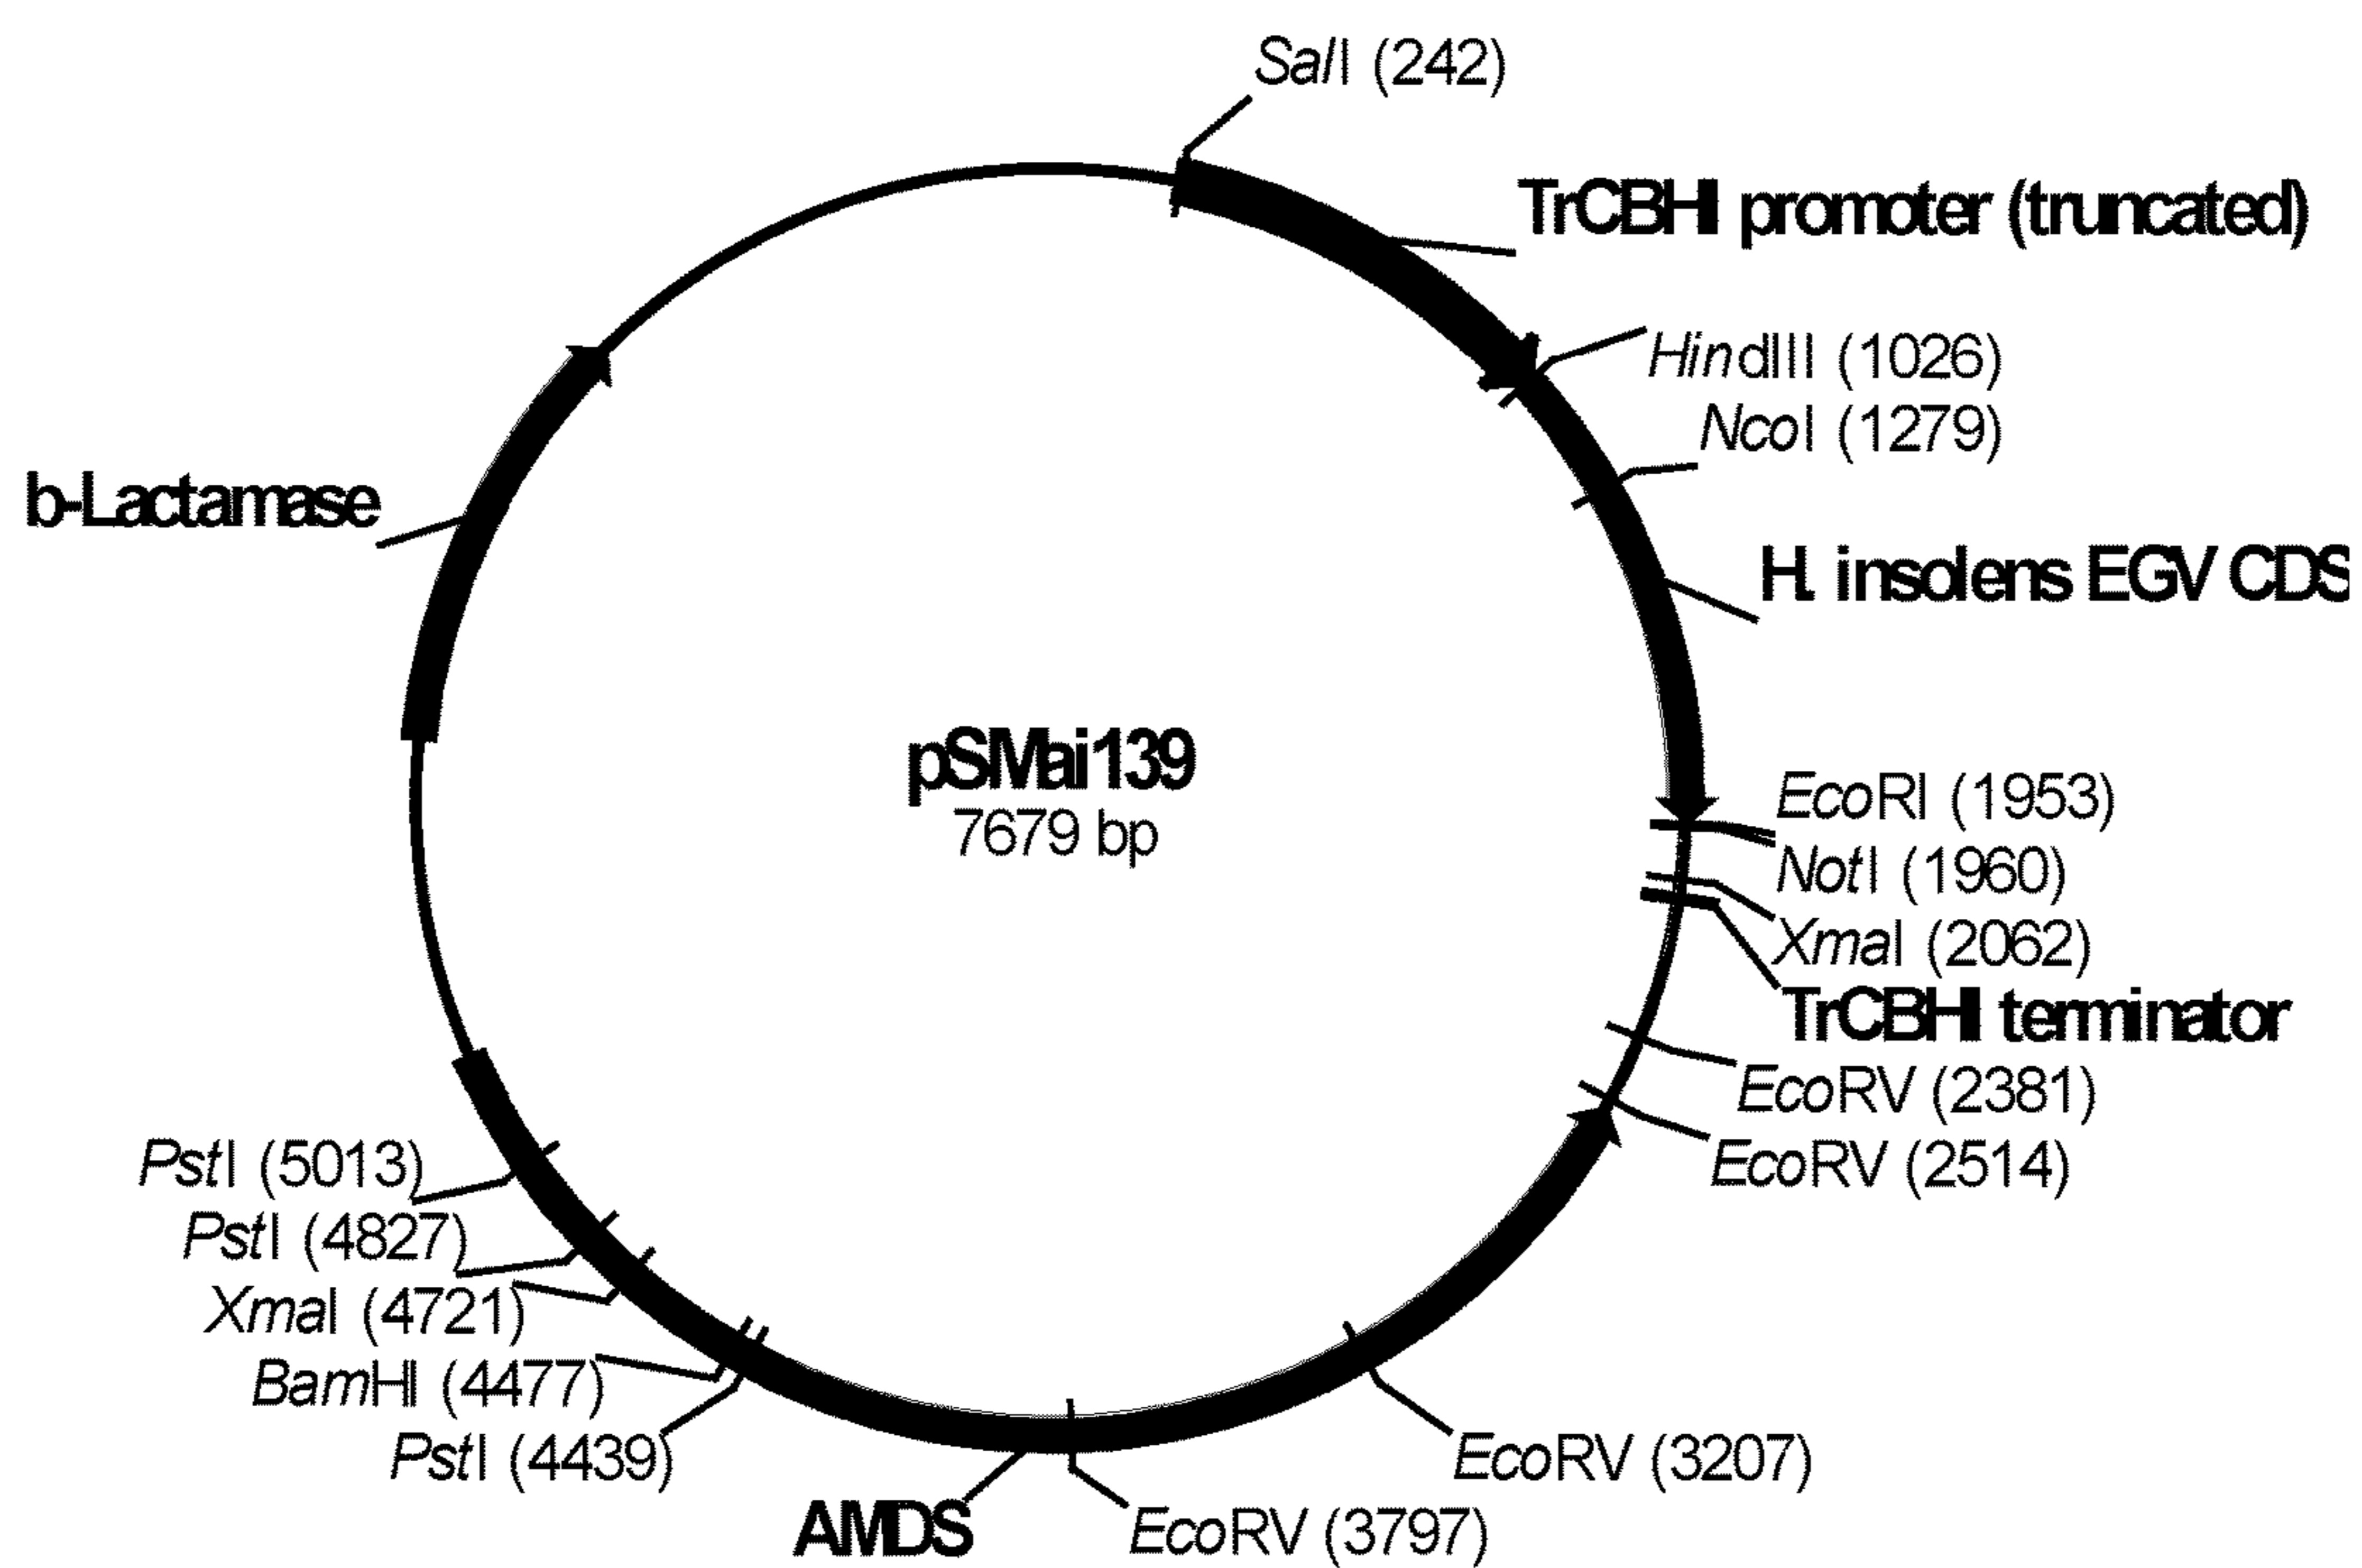 SalI (242)
TrCBHI promoter (truncated)
HindIII (1026)
NcoI (1279)
b-Lactamase
H. insolens EGV CDS
pSMai139
7679 bp
EcoRI (1953)
NotI (1960)
XmaI (2062)
TrCBHI terminator
EcoRV (2381)
EcoRV (2514)
PstI (5013)
PstI (4827)
XmaI (4721)
BamHI (4477)
PstI (4439)
EcoRV (3207)
AMDS
EcoRV (3797)